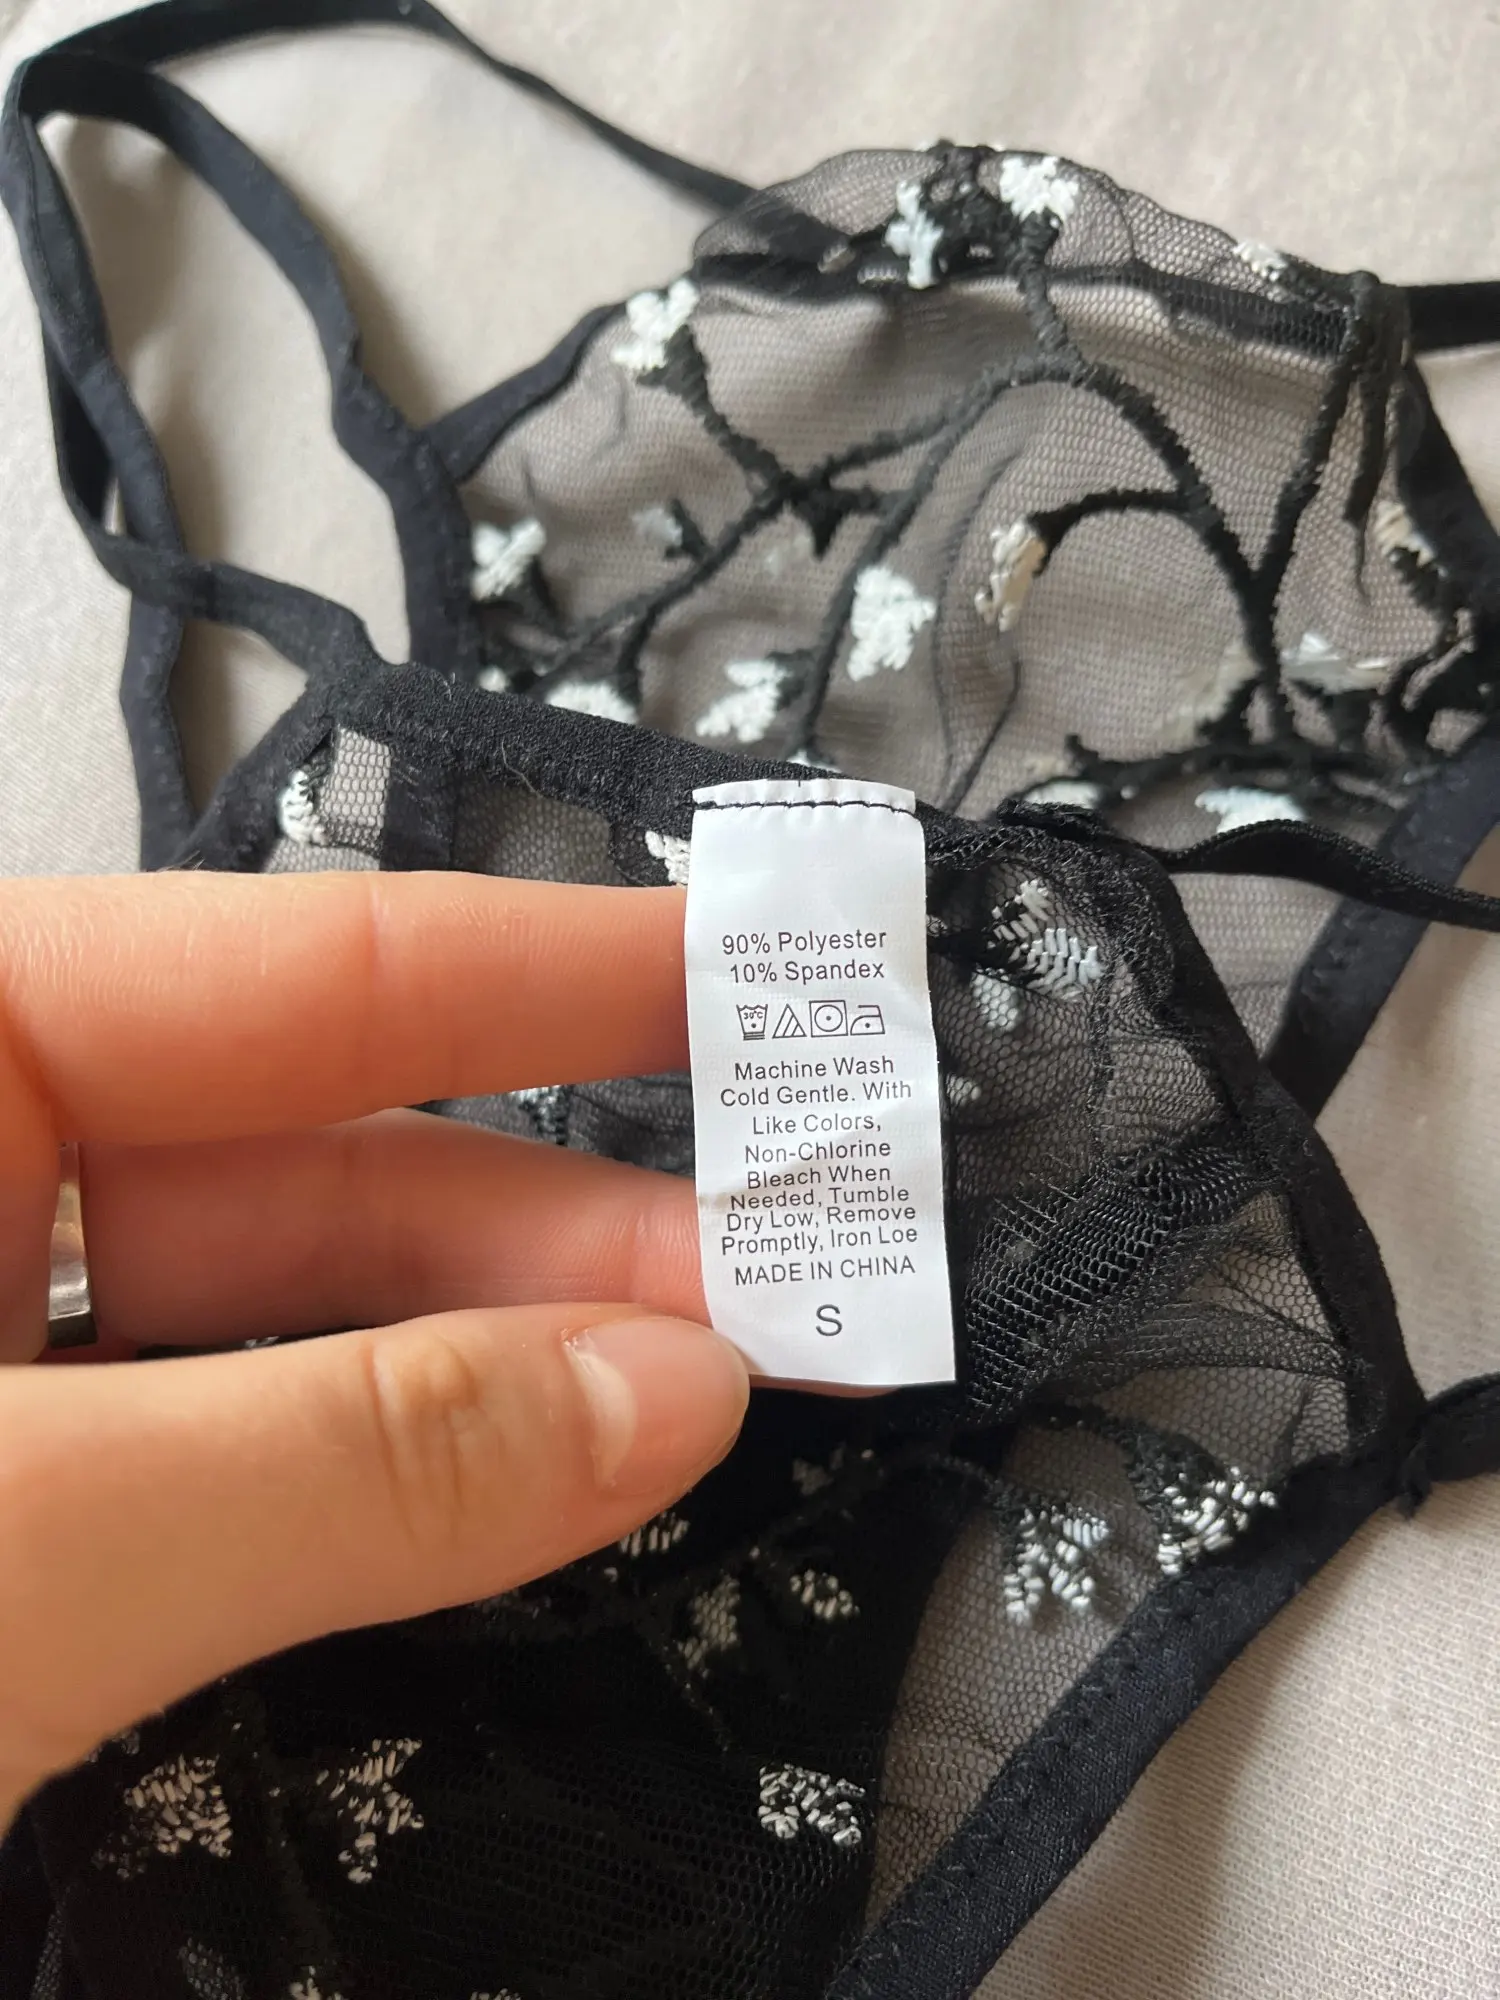 90% Polyester
10% Spandex
30°C
Machine Wash
Cold Gentle. With
Like Colors,
Non-Chlorine
Bleach When
Needed, Tumble
Dry Low, Remove
Promptly, Iron Loe
MADE IN CHINA
S